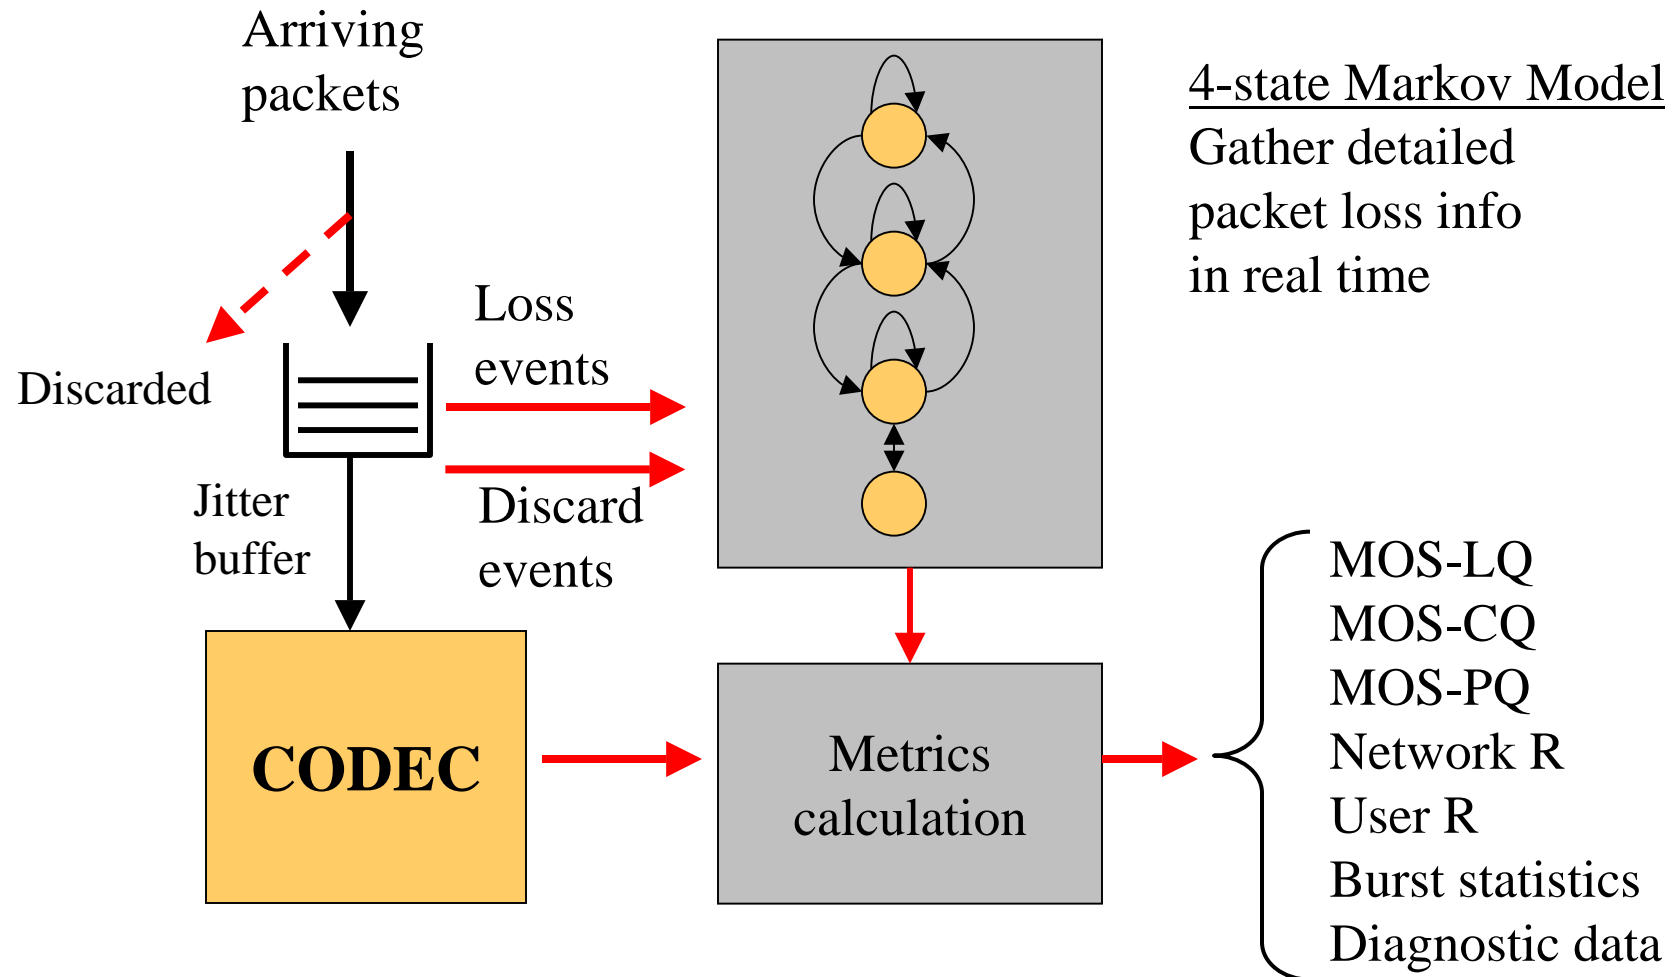 Arriving
packets
Discarded
Loss
events
Jitter
buffer
Discard
events
CODEC
4-state Markov Model
Gather detailed
packet loss info
in real time
Metrics
calculation
MOS-LQ
MOS-CQ
MOS-PQ
Network R
User R
Burst statistics
Diagnostic data